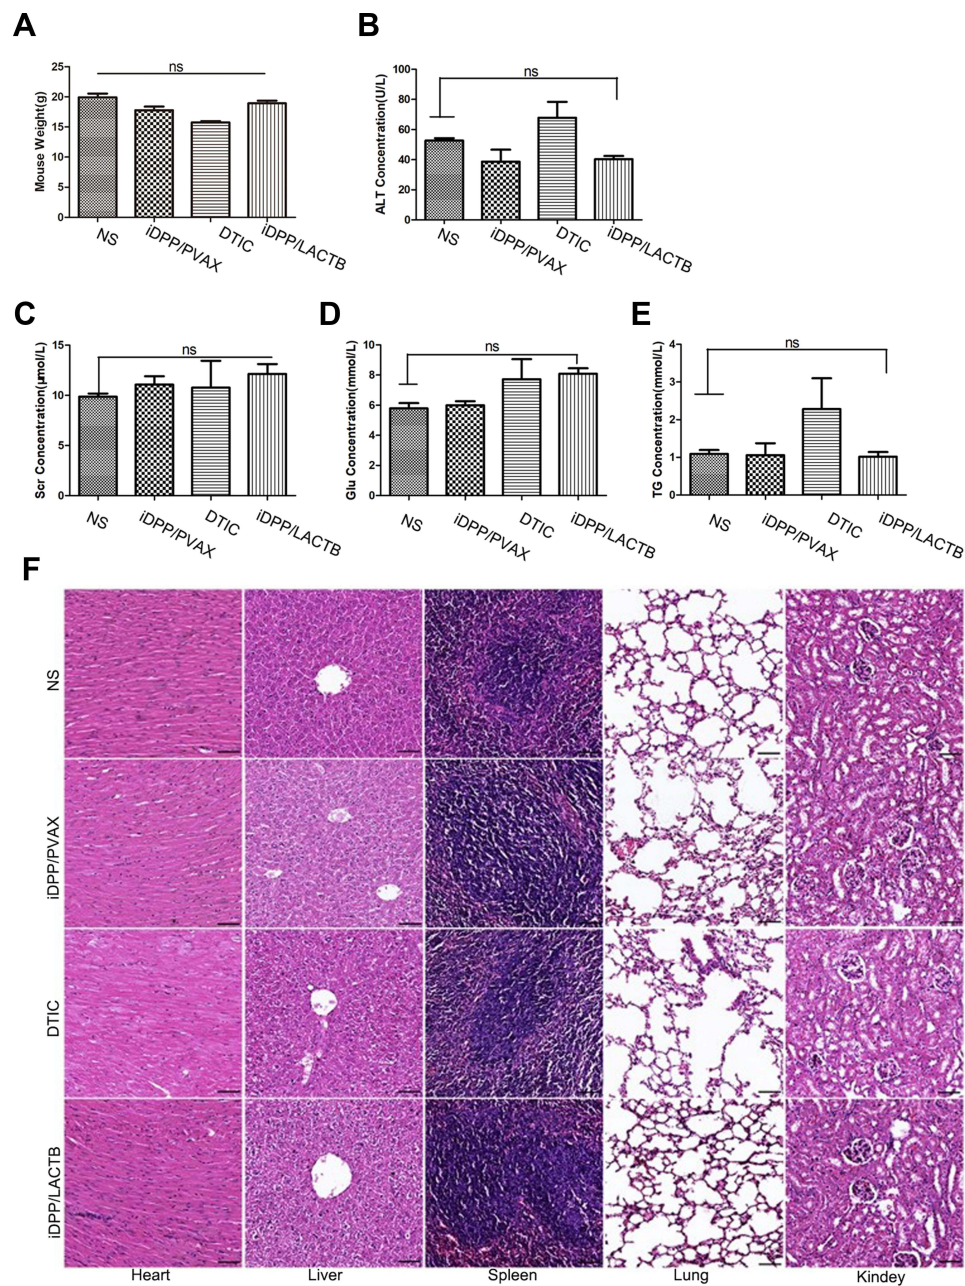 A
B
Mouse Weight(g)
25
20
15
10
5
0
ns
NS
iDPP/PVAX
DTIC
iDPP/LACTB
ALT Concentration(U/L)
100
80
60
40
20
0
ns
NS
iDPP/PVAX
DTIC
iDPP/LACTB
C
D
E
Scr Concentration(μmol/L)
15
10
5
0
ns
NS
iDPP/PVAX
DTIC
iDPP/LACTB
Glu Concentration(mmol/L)
10
8
6
4
2
0
ns
NS
iDPP/PVAX
DTIC
iDPP/LACTB
TG Concentration(mmol/L)
4
3
2
1
0
ns
NS
iDPP/PVAX
DTIC
iDPP/LACTB
F
NS
iDPP/PVAX
DTIC
iDPP/LACTB
Heart
Liver
Spleen
Lung
Kindey